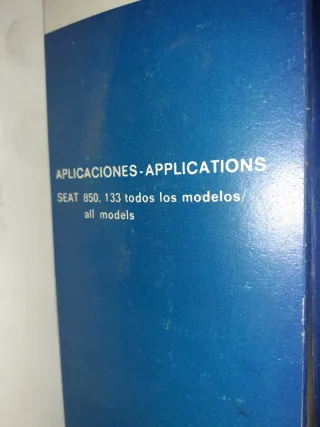 APLICACIONES-APPLICATIONS
SEAT 850, 133 todos los modelos/
all models